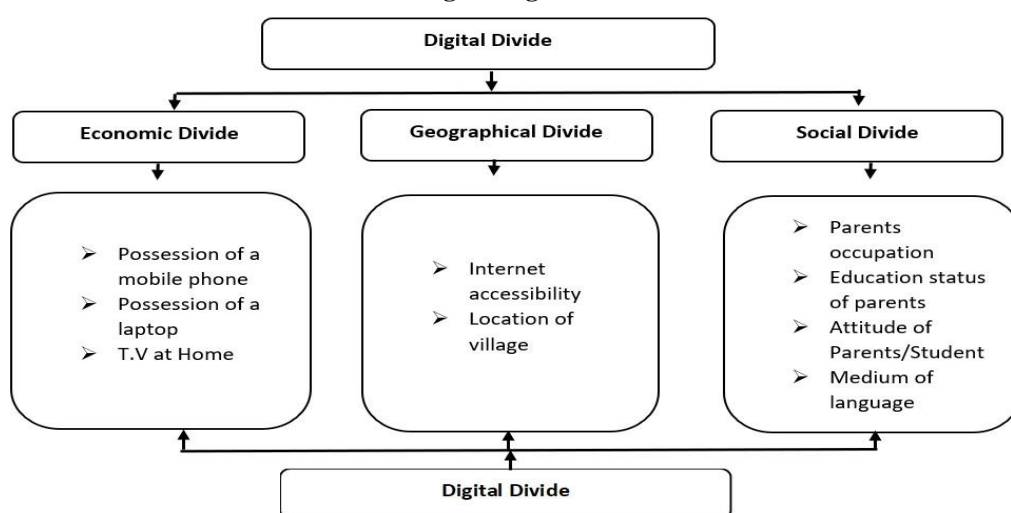 Digital Divide
Economic Divide
Geographical Divide
Social Divide
➢ Possession of a
mobile phone
➢ Possession of a
laptop
➢ T.V at Home
➢ Internet
accessibility
➢ Location of
village
➢ Parents
occupation
➢ Education status
of parents
➢ Attitude of
Parents/Student
➢ Medium of
language
Digital Divide